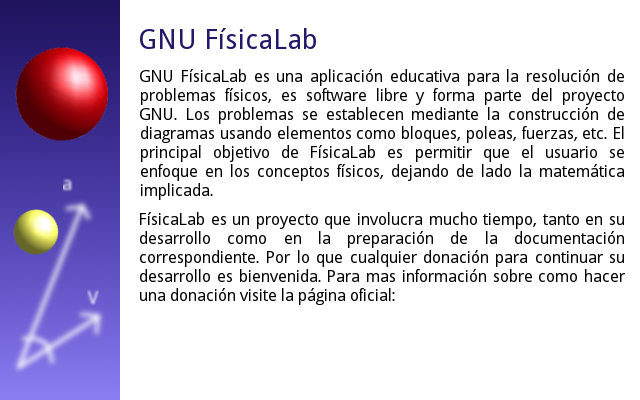 GNU FísicaLab
GNU FísicaLab es una aplicación educativa para la resolución de
problemas físicos, es software libre y forma parte del proyecto
GNU. Los problemas se establecen mediante la construcción de
diagramas usando elementos como bloques, poleas, fuerzas, etc. El
principal objetivo de FísicaLab es permitir que el usuario se
enfoque en los conceptos físicos, dejando de lado la matemática
implicada.
FísicaLab es un proyecto que involucra mucho tiempo, tanto en su
desarrollo como en la preparación de la documentación
correspondiente. Por lo que cualquier donación para continuar su
desarrollo es bienvenida. Para mas información sobre como hacer
una donación visite la página oficial:
a
v